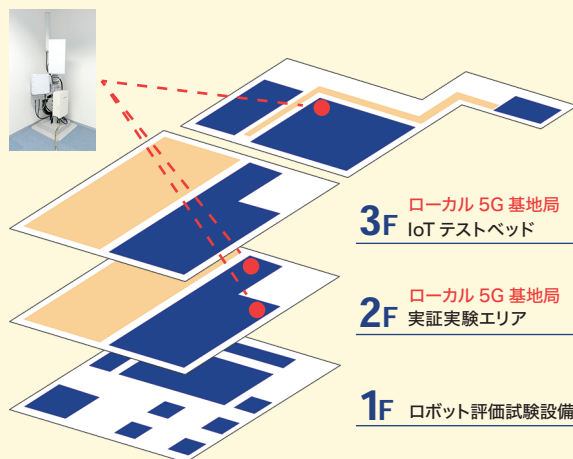 3F ローカル 5G 基地局
IoT テストベッド
2F ローカル 5G 基地局
実証実験エリア
1F ロボット評価試験設備